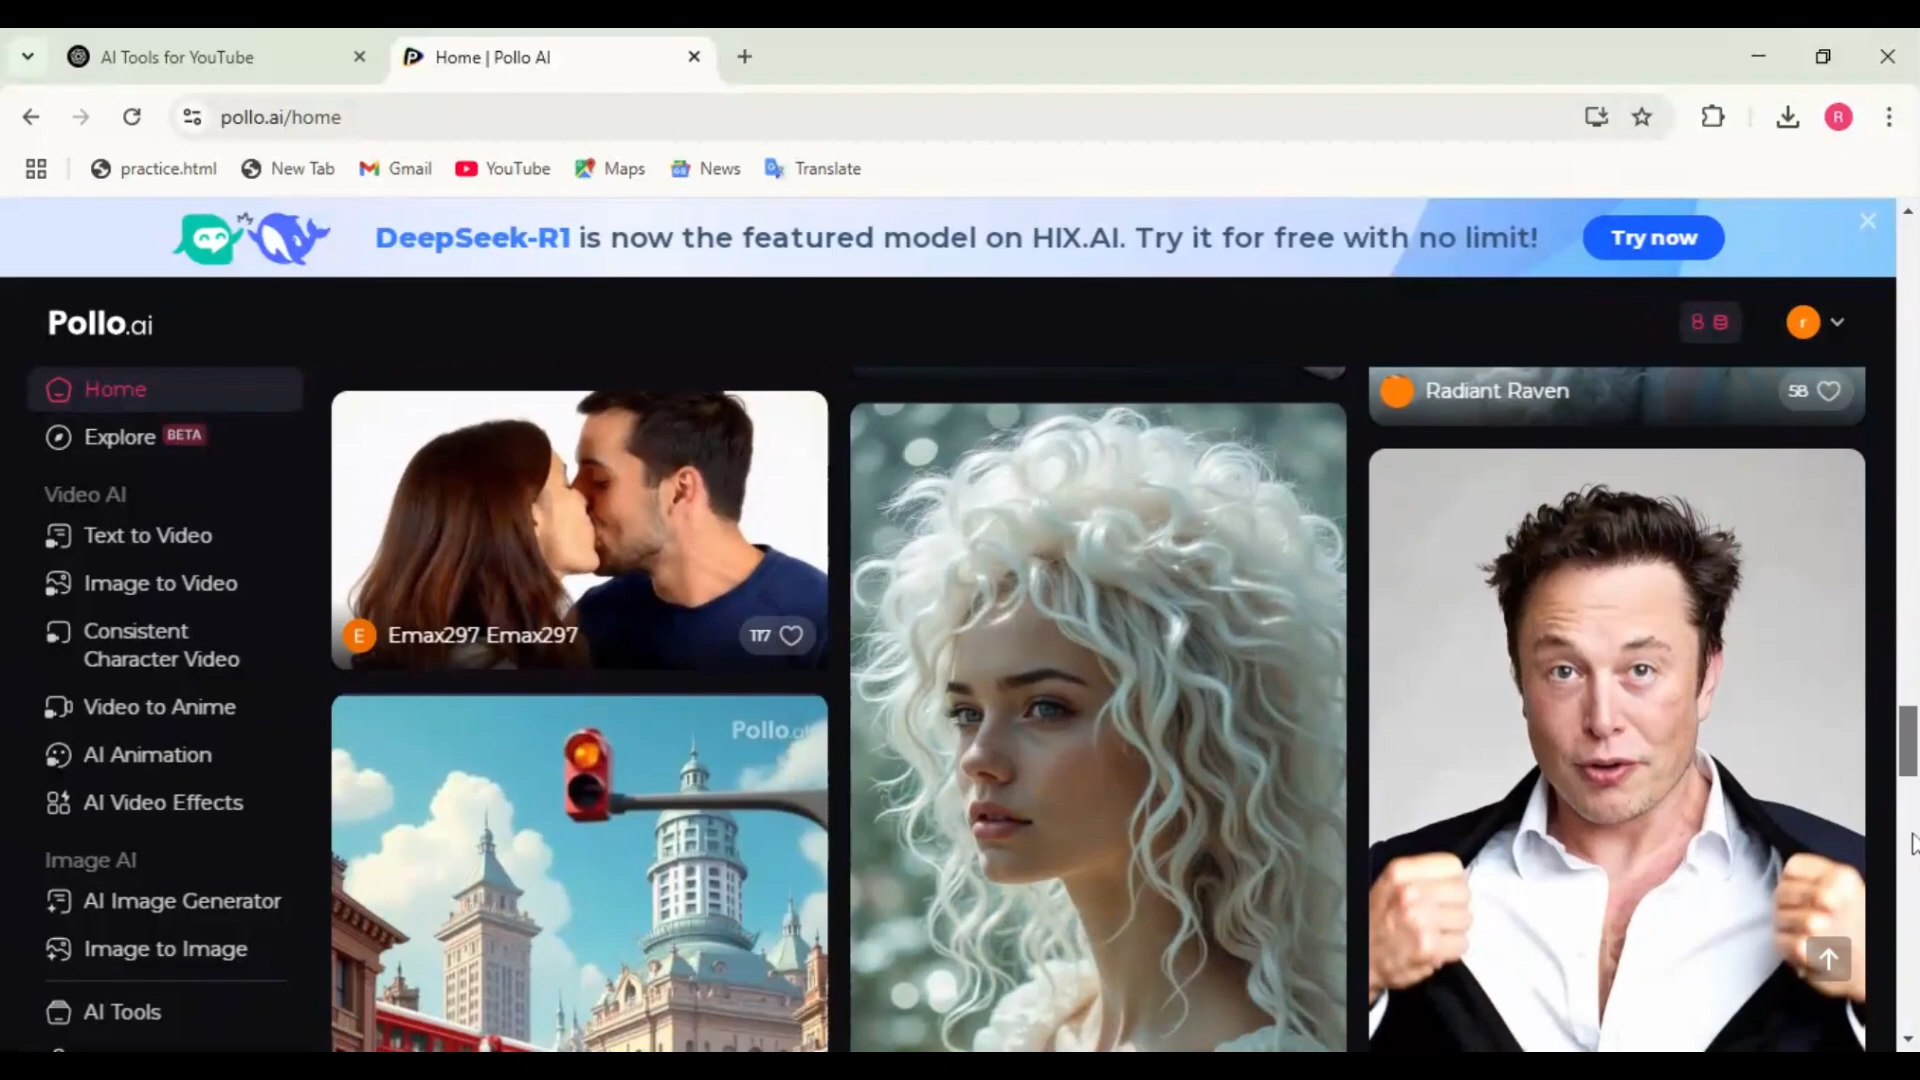 AI Tools for YouTube
Home | Pollo AI
pollo.ai/home
R
practice.html
New Tab
Gmail
YouTube
Maps
News
Translate
DeepSeek-R1 is now the featured model on HIX.AI. Try it for free with no limit!
Try now
Pollo.ai
8
r
Home
Explore BETA
Video AI
Text to Video
Image to Video
Consistent
Character Video
Video to Anime
AI Animation
AI Video Effects
Image AI
AI Image Generator
Image to Image
AI Tools
E
Emax297 Emax297
117
Pollo.ai
Radiant Raven
58